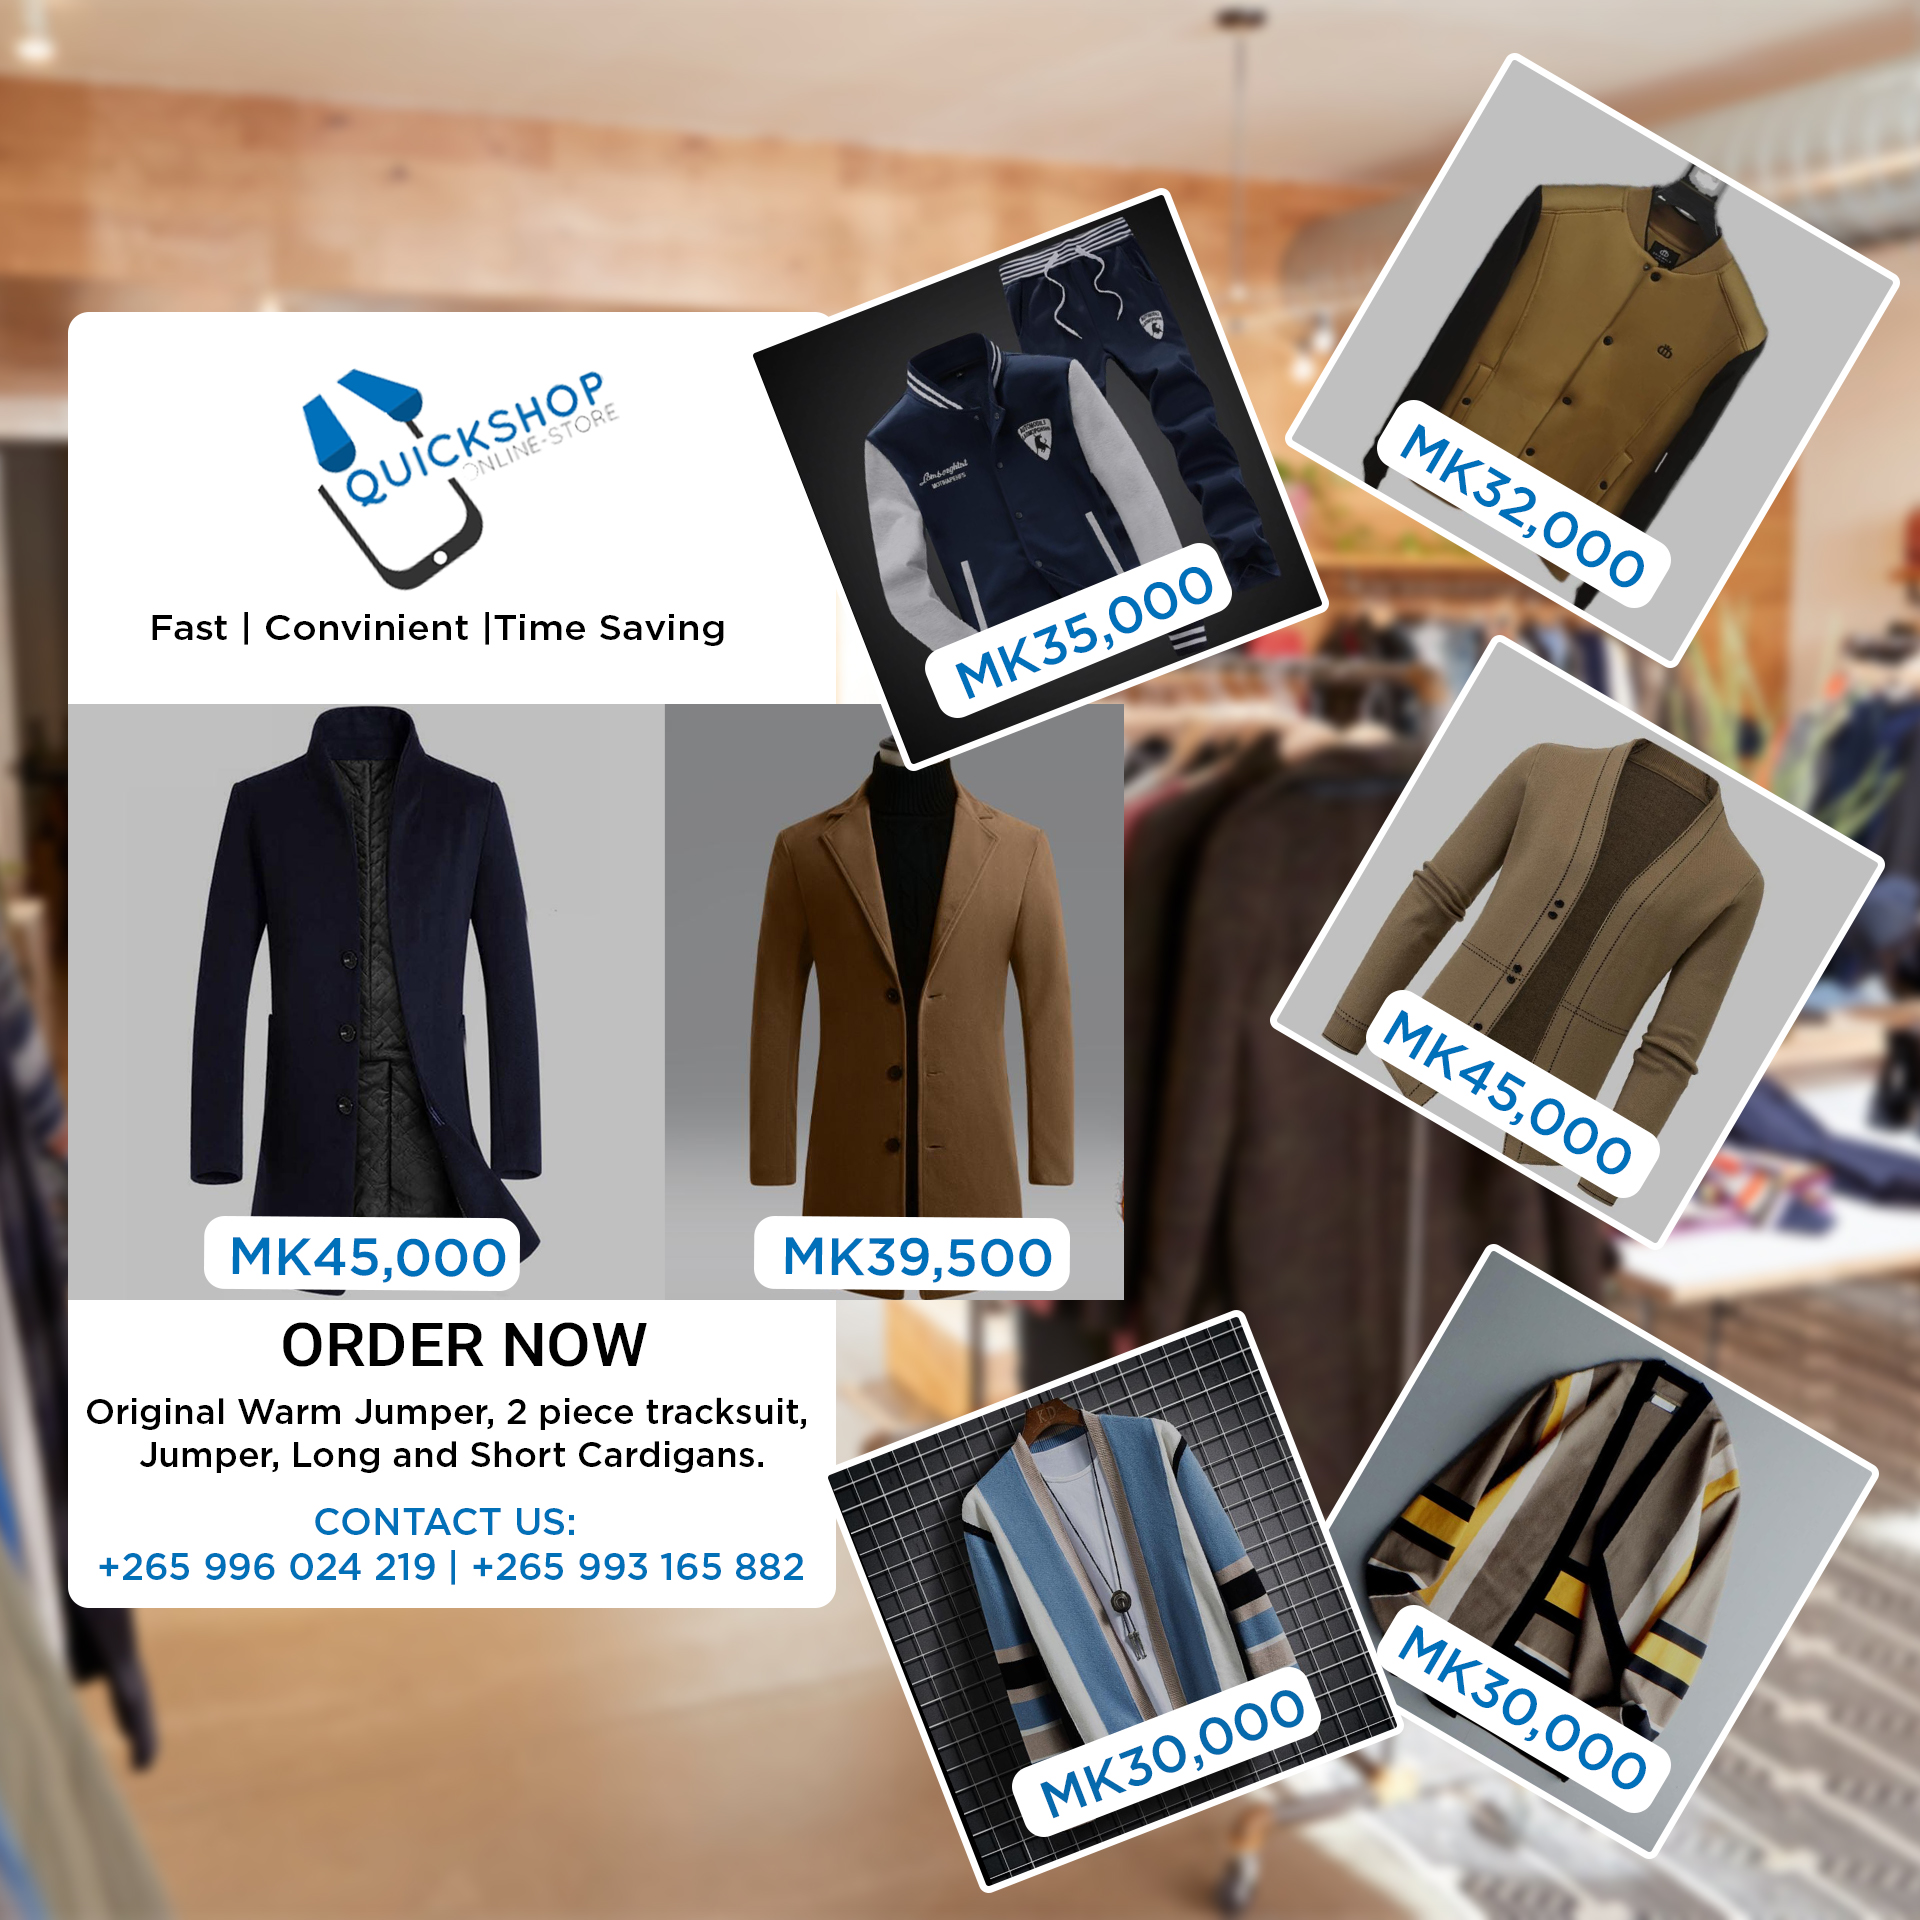 QUICKSHOP
ONLINE-STORE
Fast | Convinient |Time Saving
Lamborghini
MK35,000
MK32,000
MK45,000
MK45,000
MK39,500
ORDER NOW
Original Warm Jumper, 2 piece tracksuit,
Jumper, Long and Short Cardigans.
CONTACT US:
+265 996 024 219 | +265 993 165 882
MK30,000
MK30,000